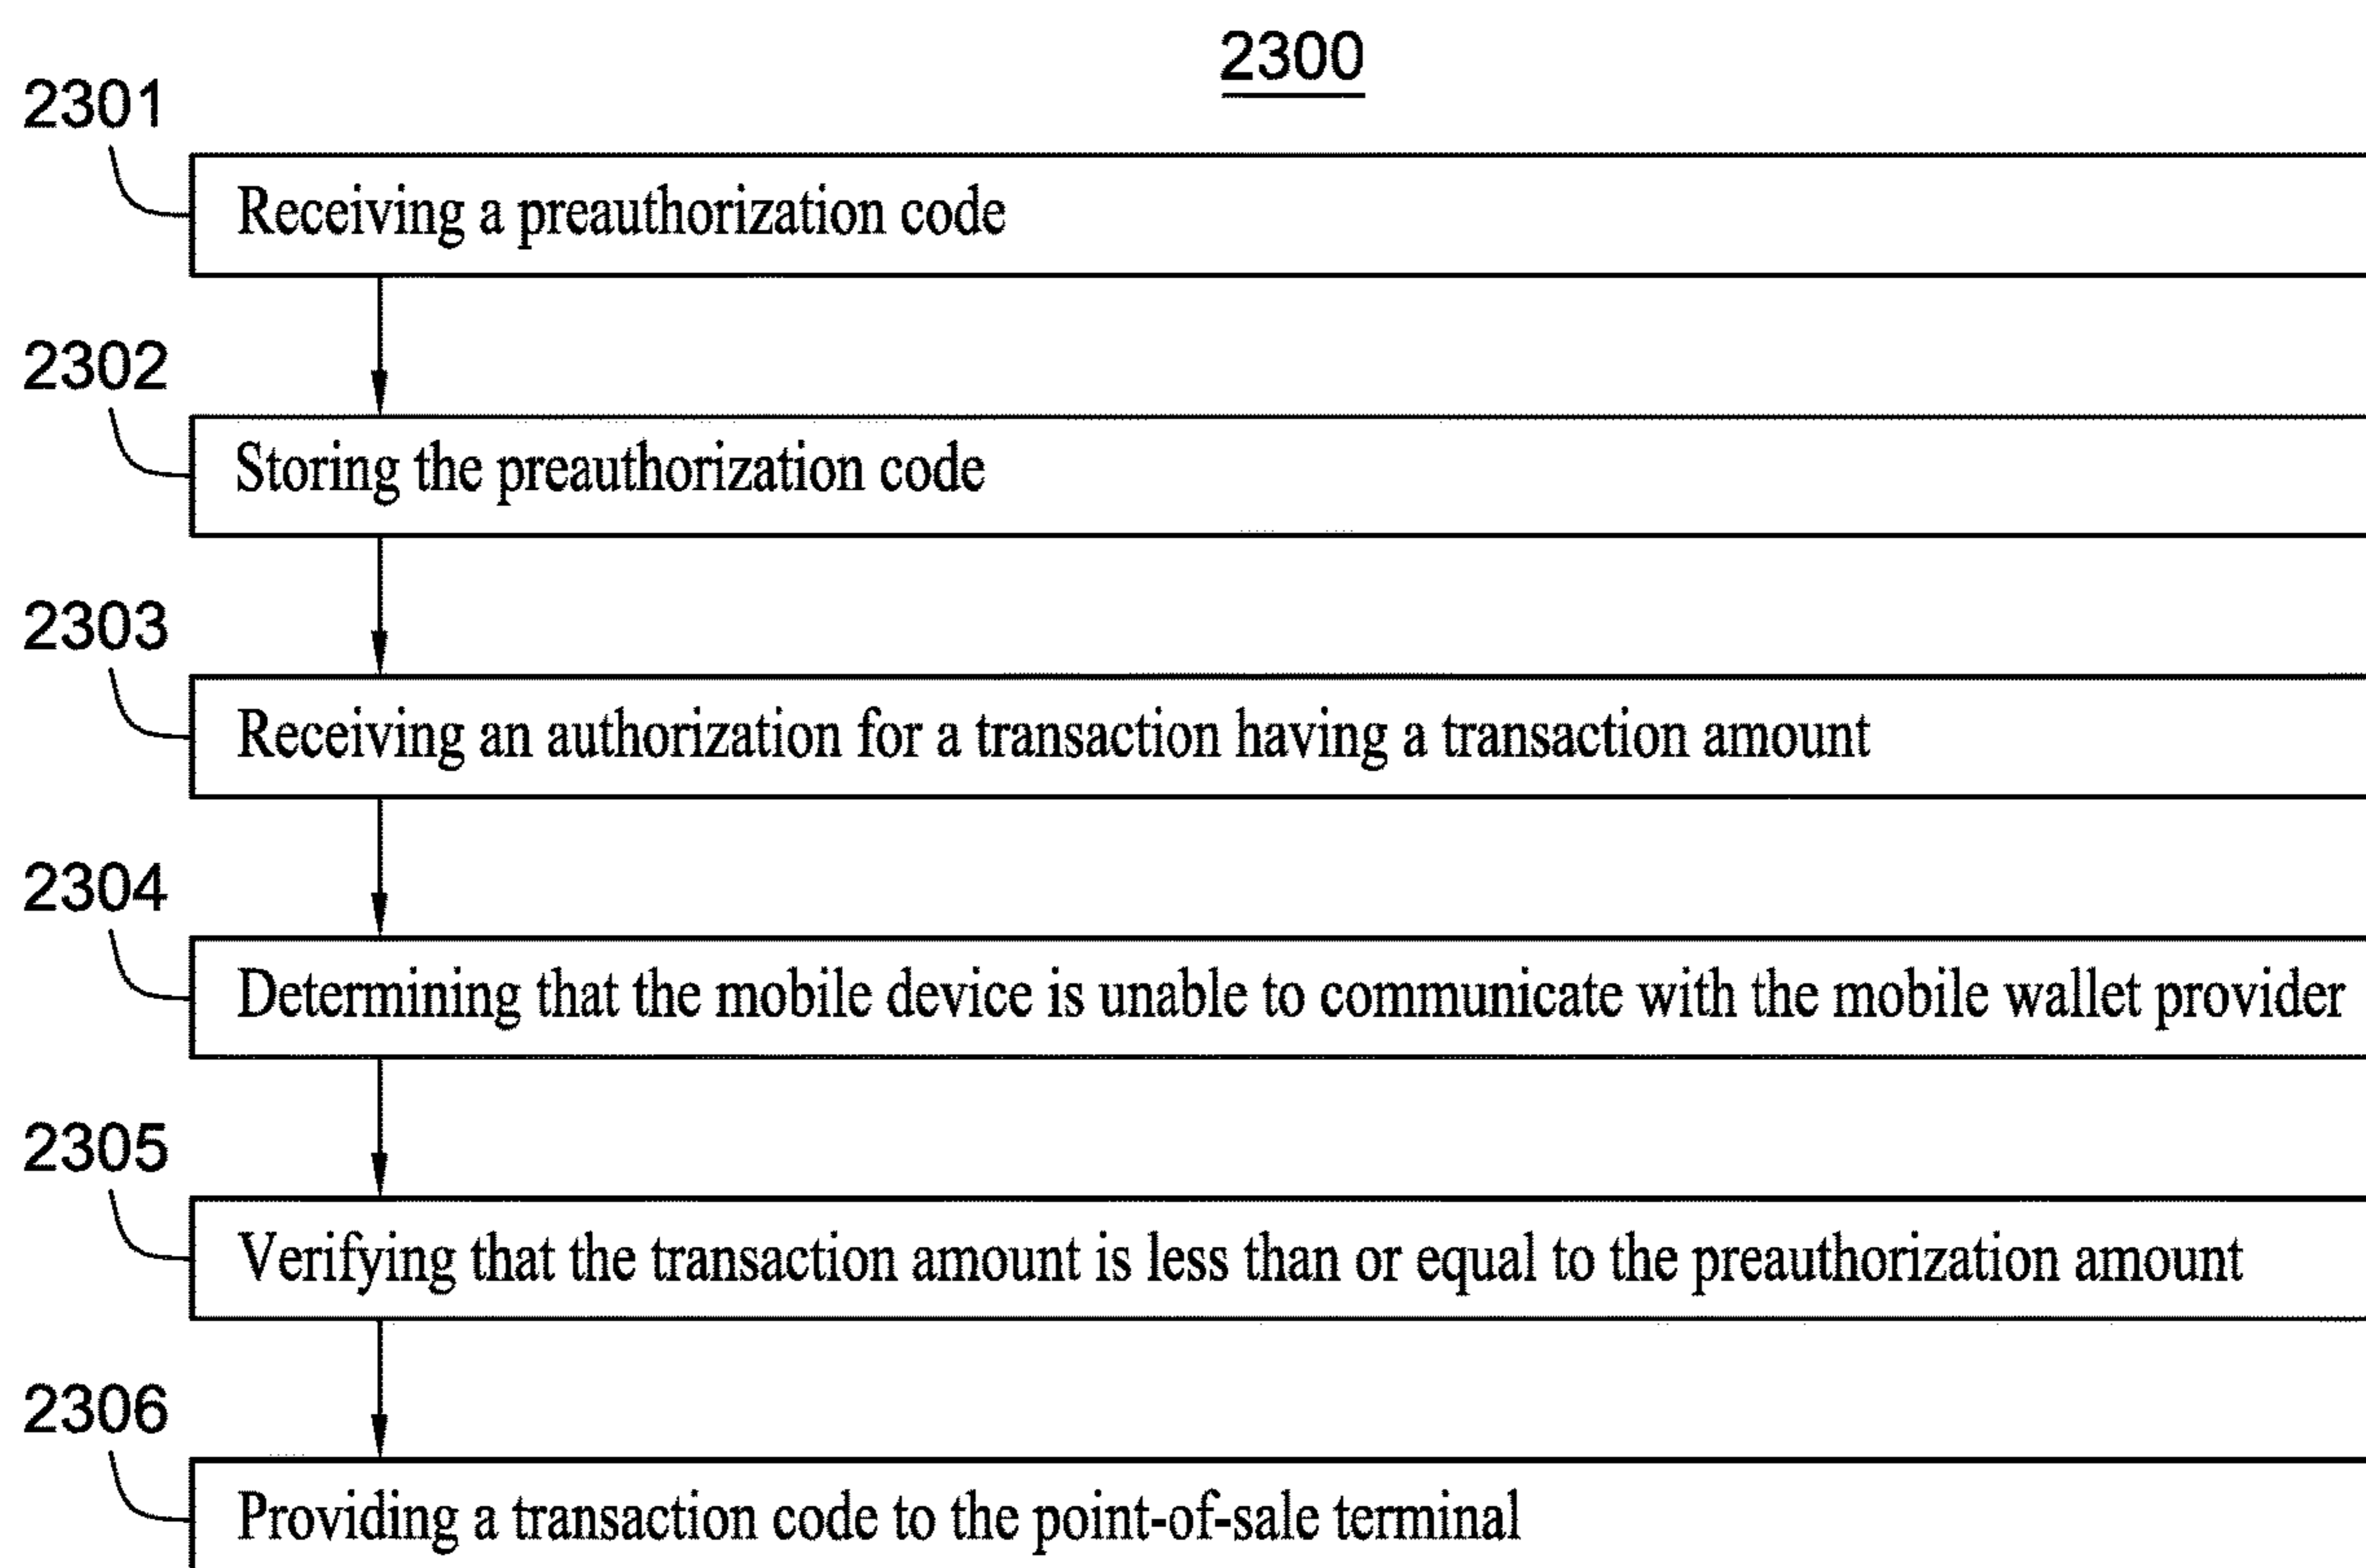 2300
2301
Receiving a preauthorization code
2302
Storing the preauthorization code
2303
Receiving an authorization for a transaction having a transaction amount
2304
Determining that the mobile device is unable to communicate with the mobile wallet provider
2305
Verifying that the transaction amount is less than or equal to the preauthorization amount
2306
Providing a transaction code to the point-of-sale terminal